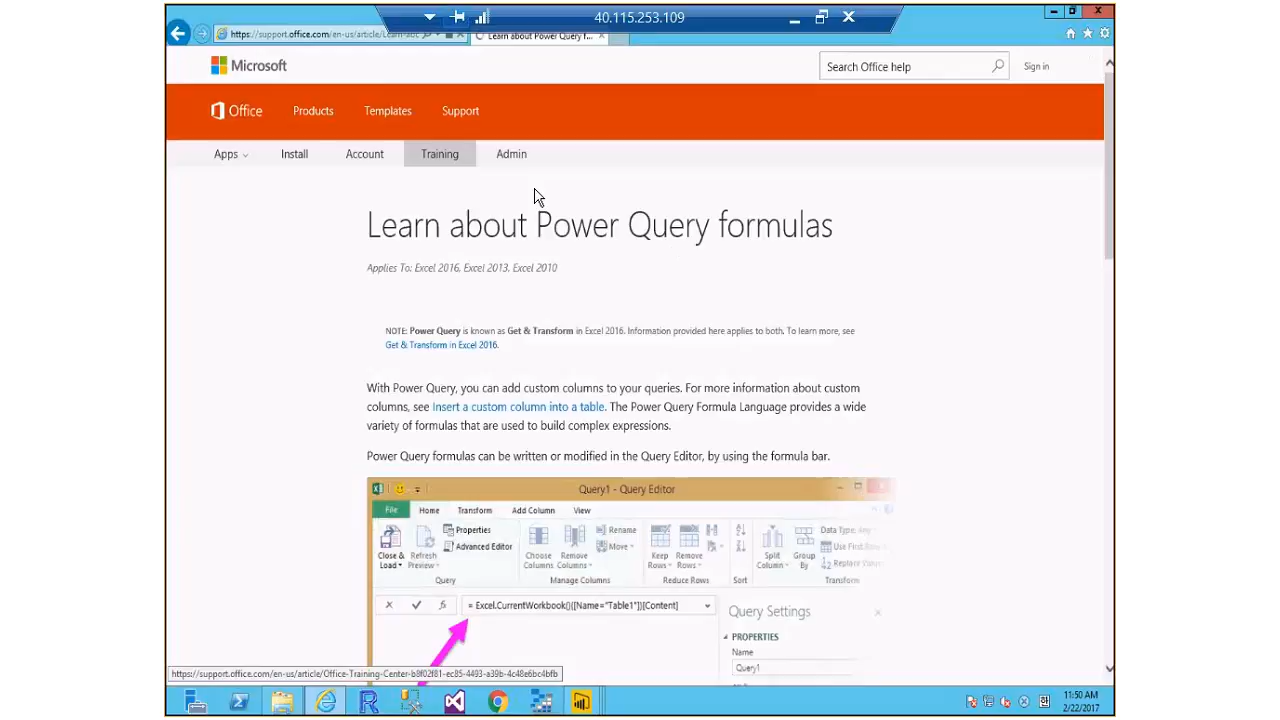 40.115.253.109
https://support.office.com/en-us/article/Learn-abo
Learn about Power Query f...
Microsoft
Search Office help
Sign in
Office
Products
Templates
Support
Apps
Install
Account
Training
Admin
Learn about Power Query formulas
Applies To: Excel 2016, Excel 2013, Excel 2010
NOTE: Power Query is known as Get & Transform in Excel 2016. Information provided here applies to both. To learn more, see
Get & Transform in Excel 2016.
With Power Query, you can add custom columns to your queries. For more information about custom
columns, see Insert a custom column into a table. The Power Query Formula Language provides a wide
variety of formulas that are used to build complex expressions.
Power Query formulas can be written or modified in the Query Editor, by using the formula bar.
Query1 - Query Editor
File
Home
Transform
Add Column
View
Close &
Load
Refresh
Preview
Properties
Advanced Editor
Query
Choose
Columns
Remove
Columns
Manage Columns
Rename
Move
Keep
Rows
Remove
Rows
Reduce Rows
Sort
Split
Column
Group
By
Data Type: Any
Use First Row
Replace Value
Transform
= Excel.CurrentWorkbook(){[Name="Table1"]}[Content]
Query Settings
PROPERTIES
Name
Query1
https://support.office.com/en-us/article/Office-Training-Center-b8f02f81-ec85-4493-a39b-4c48e6bc4bfb
11:50 AM
2/22/2017